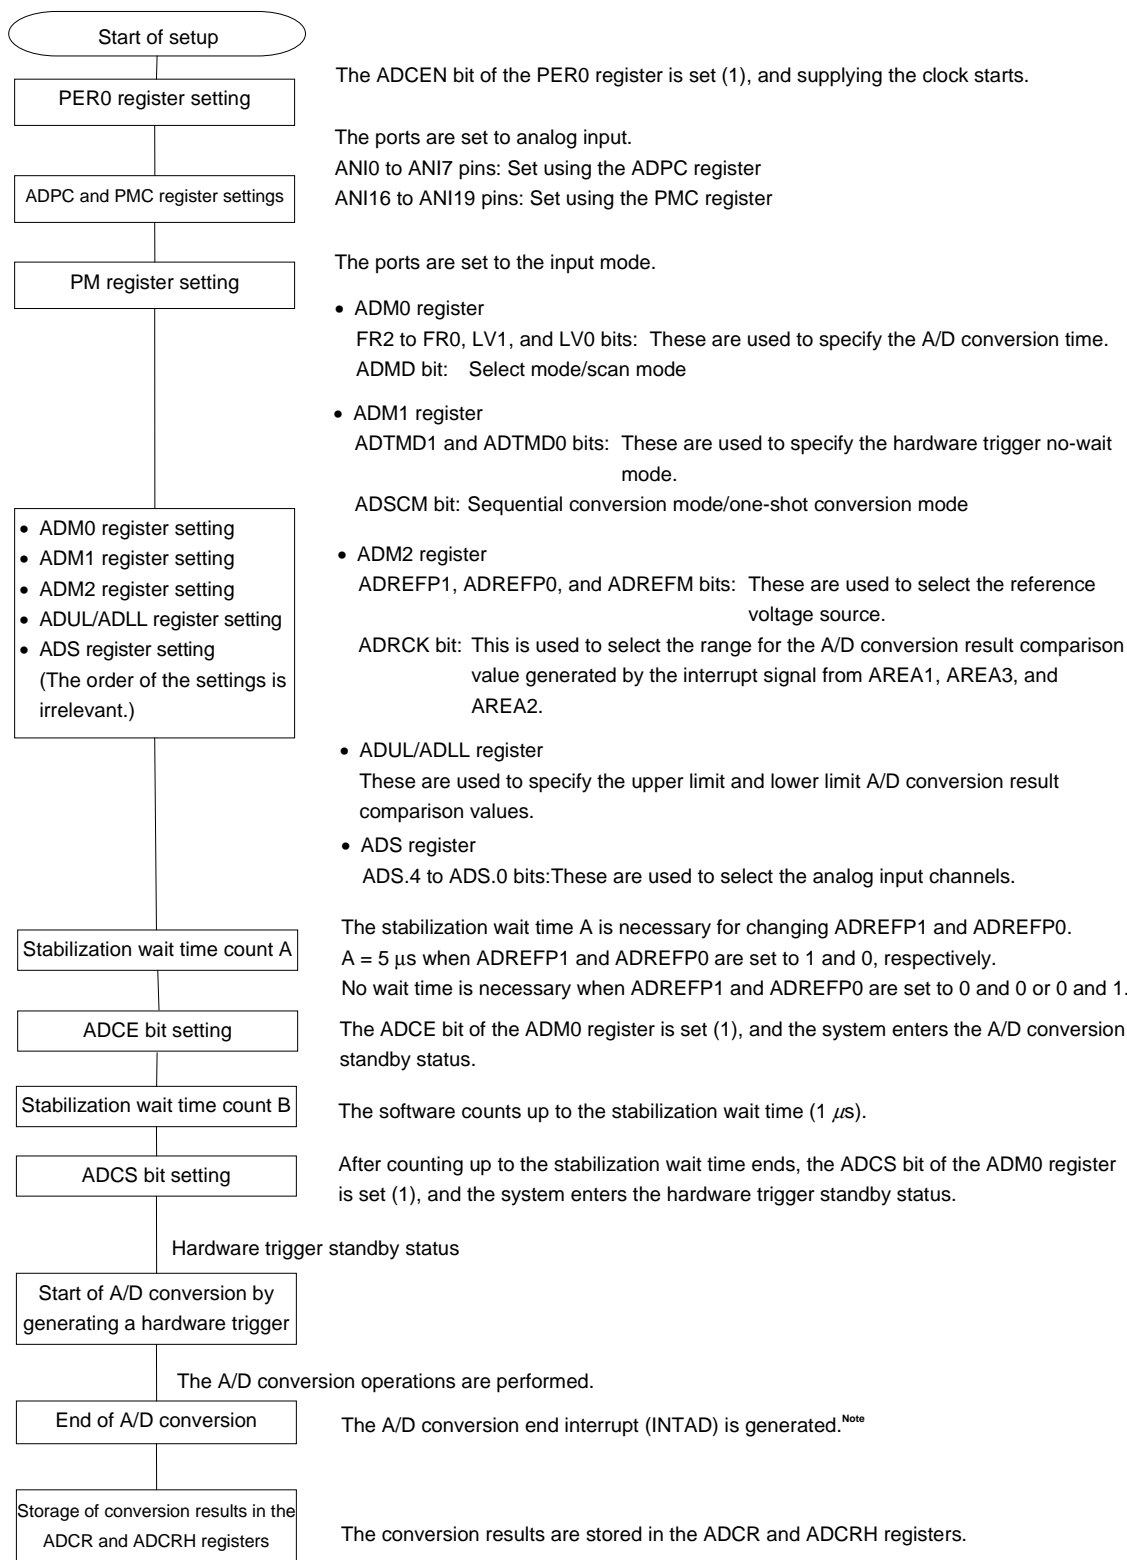 Start of setup
PER0 register setting
The ADCEN bit of the PER0 register is set (1), and supplying the clock starts.
ADPC and PMC register settings
The ports are set to analog input.
ANI0 to ANI7 pins: Set using the ADPC register
ANI16 to ANI19 pins: Set using the PMC register
PM register setting
The ports are set to the input mode.
• ADM0 register setting
• ADM1 register setting
• ADM2 register setting
• ADUL/ADLL register setting
• ADS register setting
(The order of the settings is
irrelevant.)
• ADM0 register
FR2 to FR0, LV1, and LV0 bits: These are used to specify the A/D conversion time.
ADMD bit: Select mode/scan mode
• ADM1 register
ADTMD1 and ADTMD0 bits: These are used to specify the hardware trigger no-wait
mode.
ADSCM bit: Sequential conversion mode/one-shot conversion mode
• ADM2 register
ADREFP1, ADREFP0, and ADREFM bits: These are used to select the reference
voltage source.
ADRCK bit: This is used to select the range for the A/D conversion result comparison
value generated by the interrupt signal from AREA1, AREA3, and
AREA2.
• ADUL/ADLL register
These are used to specify the upper limit and lower limit A/D conversion result
comparison values.
• ADS register
ADS.4 to ADS.0 bits:These are used to select the analog input channels.
Stabilization wait time count A
The stabilization wait time A is necessary for changing ADREFP1 and ADREFP0.
A = 5 μs when ADREFP1 and ADREFP0 are set to 1 and 0, respectively.
No wait time is necessary when ADREFP1 and ADREFP0 are set to 0 and 0 or 0 and 1.
ADCE bit setting
The ADCE bit of the ADM0 register is set (1), and the system enters the A/D conversion
standby status.
Stabilization wait time count B
The software counts up to the stabilization wait time (1 μs).
ADCS bit setting
After counting up to the stabilization wait time ends, the ADCS bit of the ADM0 register
is set (1), and the system enters the hardware trigger standby status.
Hardware trigger standby status
Start of A/D conversion by
generating a hardware trigger
The A/D conversion operations are performed.
End of A/D conversion
The A/D conversion end interrupt (INTAD) is generated.Note
Storage of conversion results in the
ADCR and ADCRH registers
The conversion results are stored in the ADCR and ADCRH registers.